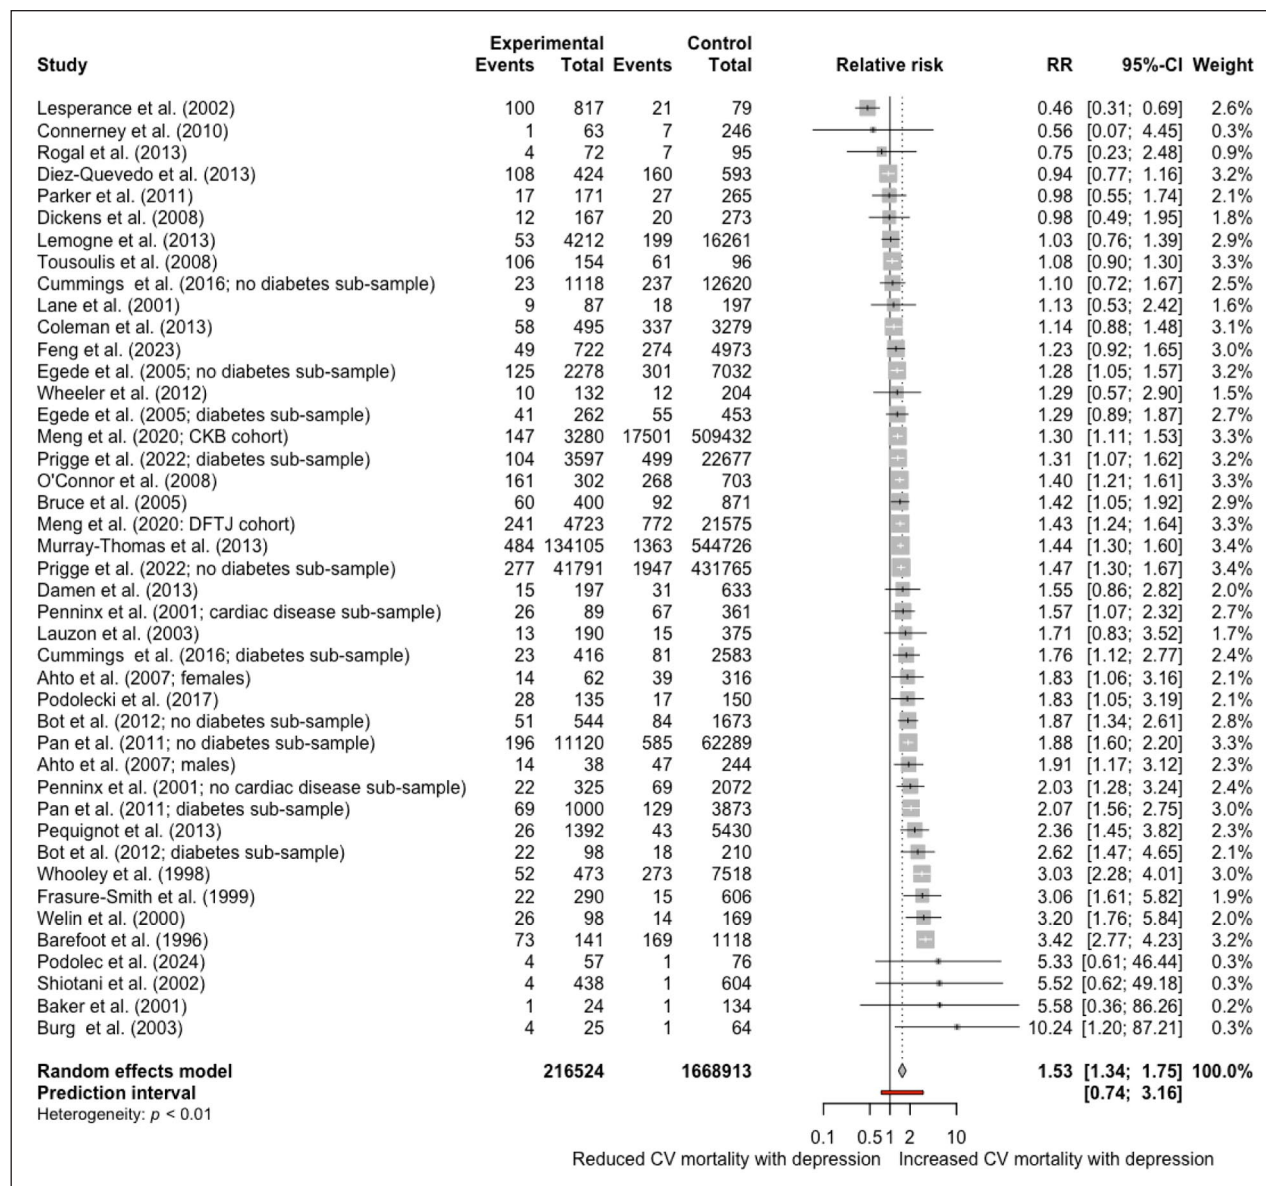 Experimental Control
Study Events Total Events Total Relative risk RR 95%-CI Weight
Lesperance et al. (2002) 100 817 21 79 0.46 [0.31; 0.69] 2.6%
Connerney et al. (2010) 1 63 7 246 0.56 [0.07; 4.45] 0.3%
Rogal et al. (2013) 4 72 7 95 0.75 [0.23; 2.48] 0.9%
Diez-Quevedo et al. (2013) 108 424 160 593 0.94 [0.77; 1.16] 3.2%
Parker et al. (2011) 17 171 27 265 0.98 [0.55; 1.74] 2.1%
Dickens et al. (2008) 12 167 20 273 0.98 [0.49; 1.95] 1.8%
Lemogne et al. (2013) 53 4212 199 16261 1.03 [0.76; 1.39] 2.9%
Tousoulis et al. (2008) 106 154 61 96 1.08 [0.90; 1.30] 3.3%
Cummings et al. (2016; no diabetes sub-sample) 23 1118 237 12620 1.10 [0.72; 1.67] 2.5%
Lane et al. (2001) 9 87 18 197 1.13 [0.53; 2.42] 1.6%
Coleman et al. (2013) 58 495 337 3279 1.14 [0.88; 1.48] 3.1%
Feng et al. (2023) 49 722 274 4973 1.23 [0.92; 1.65] 3.0%
Egede et al. (2005; no diabetes sub-sample) 125 2278 301 7032 1.28 [1.05; 1.57] 3.2%
Wheeler et al. (2012) 10 132 12 204 1.29 [0.57; 2.90] 1.5%
Egede et al. (2005; diabetes sub-sample) 41 262 55 453 1.29 [0.89; 1.87] 2.7%
Meng et al. (2020; CKB cohort) 147 3280 17501 509432 1.30 [1.11; 1.53] 3.3%
Prigge et al. (2022; diabetes sub-sample) 104 3597 499 22677 1.31 [1.07; 1.62] 3.2%
O'Connor et al. (2008) 161 302 268 703 1.40 [1.21; 1.61] 3.3%
Bruce et al. (2005) 60 400 92 871 1.42 [1.05; 1.92] 2.9%
Meng et al. (2020: DFTJ cohort) 241 4723 772 21575 1.43 [1.24; 1.64] 3.3%
Murray-Thomas et al. (2013) 484 134105 1363 544726 1.44 [1.30; 1.60] 3.4%
Prigge et al. (2022; no diabetes sub-sample) 277 41791 1947 431765 1.47 [1.30; 1.67] 3.4%
Damen et al. (2013) 15 197 31 633 1.55 [0.86; 2.82] 2.0%
Penninx et al. (2001; cardiac disease sub-sample) 26 89 67 361 1.57 [1.07; 2.32] 2.7%
Lauzon et al. (2003) 13 190 15 375 1.71 [0.83; 3.52] 1.7%
Cummings et al. (2016; diabetes sub-sample) 23 416 81 2583 1.76 [1.12; 2.77] 2.4%
Ahto et al. (2007; females) 14 62 39 316 1.83 [1.06; 3.16] 2.1%
Podolecki et al. (2017) 28 135 17 150 1.83 [1.05; 3.19] 2.1%
Bot et al. (2012; no diabetes sub-sample) 51 544 84 1673 1.87 [1.34; 2.61] 2.8%
Pan et al. (2011; no diabetes sub-sample) 196 11120 585 62289 1.88 [1.60; 2.20] 3.3%
Ahto et al. (2007; males) 14 38 47 244 1.91 [1.17; 3.12] 2.3%
Penninx et al. (2001; no cardiac disease sub-sample) 22 325 69 2072 2.03 [1.28; 3.24] 2.4%
Pan et al. (2011; diabetes sub-sample) 69 1000 129 3873 2.07 [1.56; 2.75] 3.0%
Pequignot et al. (2013) 26 1392 43 5430 2.36 [1.45; 3.82] 2.3%
Bot et al. (2012; diabetes sub-sample) 22 98 18 210 2.62 [1.47; 4.65] 2.1%
Whooley et al. (1998) 52 473 273 7518 3.03 [2.28; 4.01] 3.0%
Frasure-Smith et al. (1999) 22 290 15 606 3.06 [1.61; 5.82] 1.9%
Welin et al. (2000) 26 98 14 169 3.20 [1.76; 5.84] 2.0%
Barefoot et al. (1996) 73 141 169 1118 3.42 [2.77; 4.23] 3.2%
Podolec et al. (2024) 4 57 1 76 5.33 [0.61; 46.44] 0.3%
Shiotani et al. (2002) 4 438 1 604 5.52 [0.62; 49.18] 0.3%
Baker et al. (2001) 1 24 1 134 5.58 [0.36; 86.26] 0.2%
Burg et al. (2003) 4 25 1 64 10.24 [1.20; 87.21] 0.3%
Random effects model 216524 1668913 1.53 [1.34; 1.75] 100.0%
Prediction interval [0.74; 3.16]
Heterogeneity: p < 0.01
0.1 0.5 1 2 10
Reduced CV mortality with depression Increased CV mortality with depression